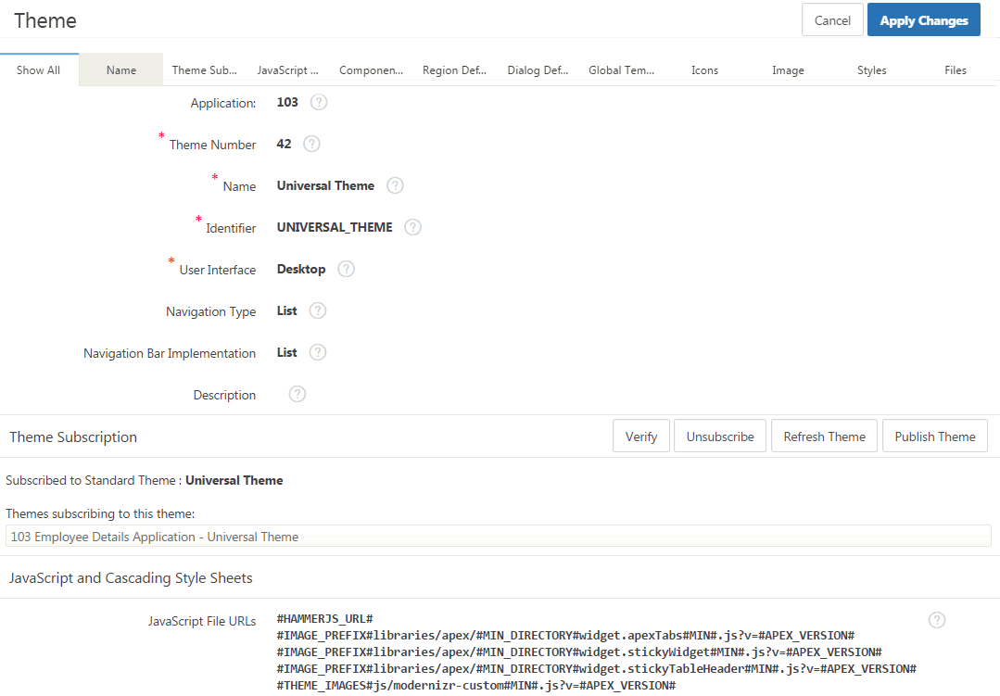 Theme
Cancel
Apply Changes
Show All
Name
Theme Sub...
JavaScript ...
Componen...
Region Def...
Dialog Def...
Global Tem...
Icons
Image
Styles
Files
Application: 103 ?
* Theme Number 42 ?
* Name Universal Theme ?
* Identifier UNIVERSAL_THEME ?
* User Interface Desktop ?
Navigation Type List ?
Navigation Bar Implementation List ?
Description ?
Theme Subscription
Verify
Unsubscribe
Refresh Theme
Publish Theme
Subscribed to Standard Theme : Universal Theme
Themes subscribing to this theme:
103 Employee Details Application - Universal Theme
JavaScript and Cascading Style Sheets
JavaScript File URLs #HAMMERJS_URL# ?
#IMAGE_PREFIX#libraries/apex/#MIN_DIRECTORY#widget.apexTabs#MIN#.js?v=#APEX_VERSION#
#IMAGE_PREFIX#libraries/apex/#MIN_DIRECTORY#widget.stickyWidget#MIN#.js?v=#APEX_VERSION#
#IMAGE_PREFIX#libraries/apex/#MIN_DIRECTORY#widget.stickyTableHeader#MIN#.js?v=#APEX_VERSION#
#THEME_IMAGES#js/modernizr-custom#MIN#.js?v=#APEX_VERSION#